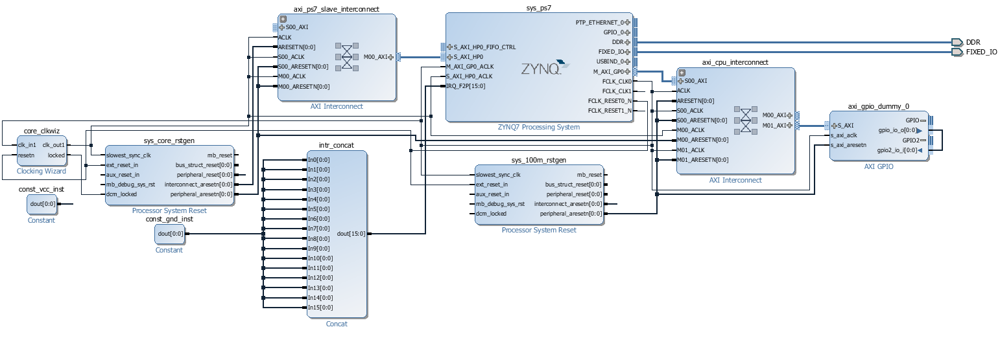 axi_ps7_slave_interconnect
S00_AXI
ACLK
ARESETN[0:0]
S00_ACLK
S00_ARESETN[0:0]
M00_ACLK
M00_ARESETN[0:0]
M00_AXI
AXI Interconnect
sys_ps7
S_AXI_HP0_FIFO_CTRL
S_AXI_HP0
M_AXI_GP0_ACLK
S_AXI_HP0_ACLK
IRQ_F2P[15:0]
ZYNQ
PTP_ETHERNET_0
GPIO_0
DDR
FIXED_IO
USBIND_0
M_AXI_GP0
FCLK_CLK0
FCLK_CLK1
FCLK_RESET0_N
FCLK_RESET1_N
ZYNQ7 Processing System
DDR
FIXED_IO
axi_cpu_interconnect
S00_AXI
ACLK
ARESETN[0:0]
S00_ACLK
S00_ARESETN[0:0]
M00_ACLK
M00_ARESETN[0:0]
M01_ACLK
M01_ARESETN[0:0]
M00_AXI
M01_AXI
AXI Interconnect
axi_gpio_dummy_0
S_AXI
s_axi_aclk
s_axi_aresetn
GPIO
gpio_io_o[0:0]
GPIO2
gpio2_io_i[0:0]
AXI GPIO
core_clkwiz
clk_in1
resetn
clk_out1
locked
Clocking Wizard
sys_core_rstgen
slowest_sync_clk
ext_reset_in
aux_reset_in
mb_debug_sys_rst
dcm_locked
mb_reset
bus_struct_reset[0:0]
peripheral_reset[0:0]
interconnect_aresetn[0:0]
peripheral_aresetn[0:0]
Processor System Reset
const_vcc_inst
dout[0:0]
Constant
const_gnd_inst
dout[0:0]
Constant
intr_concat
In0[0:0]
In1[0:0]
In2[0:0]
In3[0:0]
In4[0:0]
In5[0:0]
In6[0:0]
In7[0:0]
In8[0:0]
In9[0:0]
In10[0:0]
In11[0:0]
In12[0:0]
In13[0:0]
In14[0:0]
In15[0:0]
dout[15:0]
Concat
sys_100m_rstgen
slowest_sync_clk
ext_reset_in
aux_reset_in
mb_debug_sys_rst
dcm_locked
mb_reset
bus_struct_reset[0:0]
peripheral_reset[0:0]
interconnect_aresetn[0:0]
peripheral_aresetn[0:0]
Processor System Reset